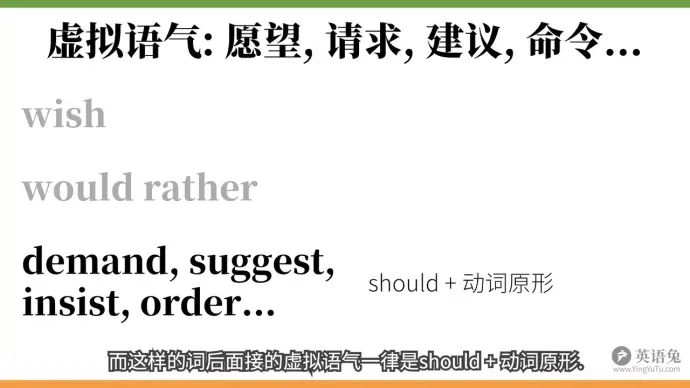 虚拟语气: 愿望, 请求, 建议, 命令...
wish
would rather
demand, suggest,
insist, order...
should + 动词原形
而这样的词后面接的虚拟语气一律是should + 动词原形.
英语兔
www.YingYuTu.com